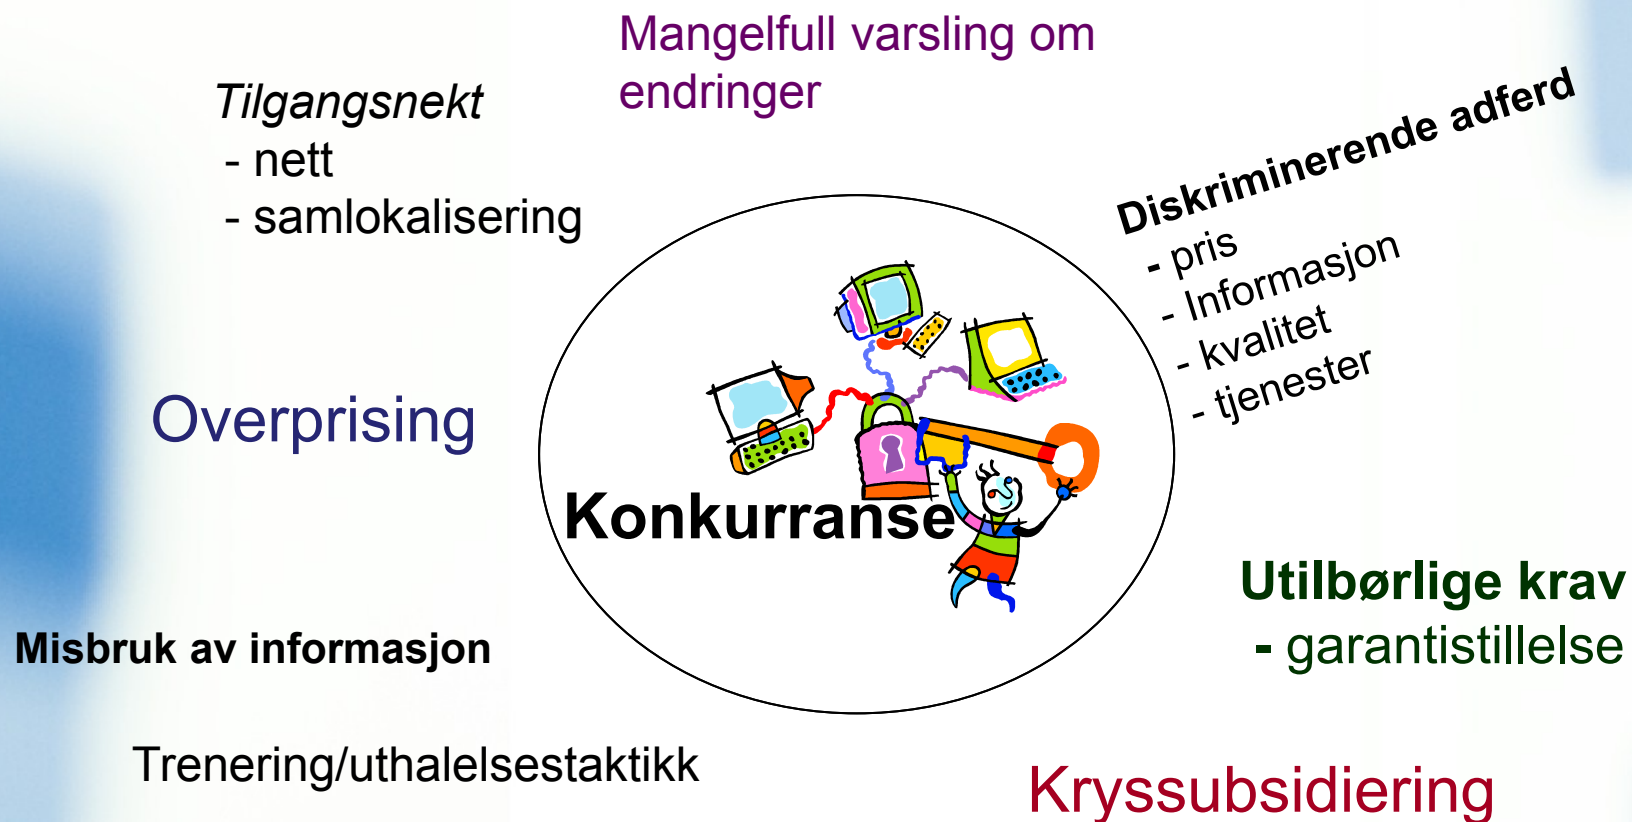 Mangelfull varsling om
endringer
Tilgangsnekt
- nett
- samlokalisering
Diskriminerende adferd
- pris
- Informasjon
- kvalitet
- tjenester
Overprising
Konkurranse
Utilbørlige krav
- garantistillelse
Misbruk av informasjon
Trenering/uthalelsestaktikk
Kryssubsidiering